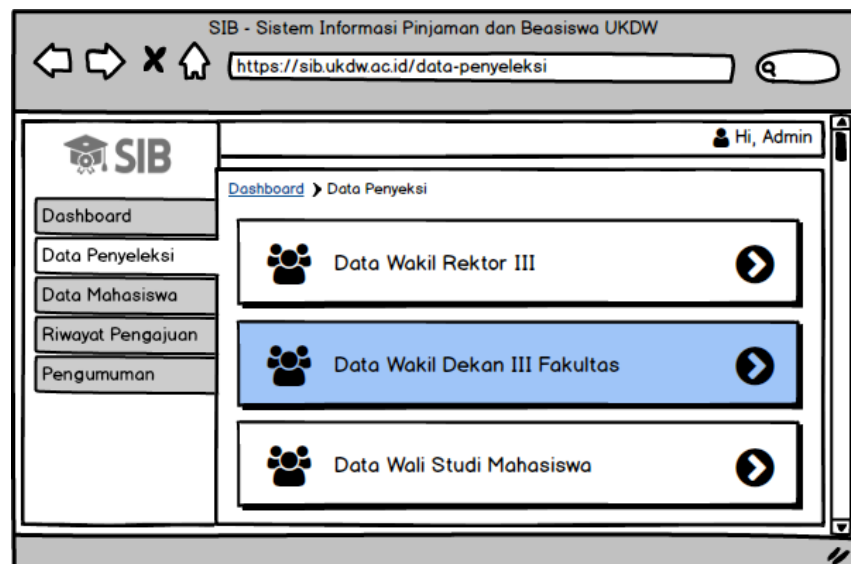 SIB - Sistem Informasi Pinjaman dan Beasiswa UKDW
https://sib.ukdw.ac.id/data-penyeleksi
SIB
Hi, Admin
Dashboard
Data Penyeleksi
Data Mahasiswa
Riwayat Pengajuan
Pengumuman
Dashboard ❯ Data Penyeksi
Data Wakil Rektor III
Data Wakil Dekan III Fakultas
Data Wali Studi Mahasiswa